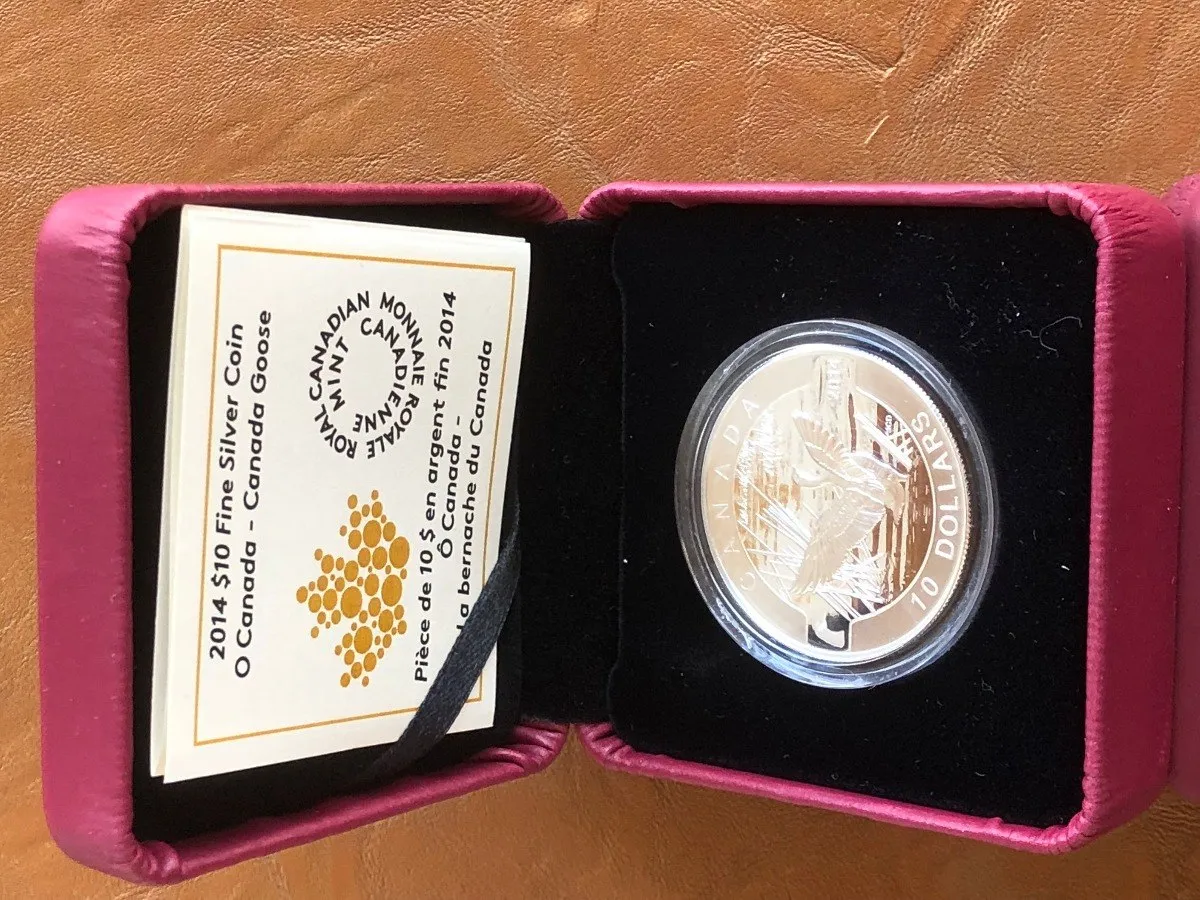 2014 $10 Fine Silver Coin
O Canada - Canada Goose
ROYAL CANADIAN MINT
MONNAIE ROYALE CANADIENNE
Pièce de 10 $ en argent fin 2014
Ô Canada -
La bernache du Canada
CANADA
2014
10 DOLLARS